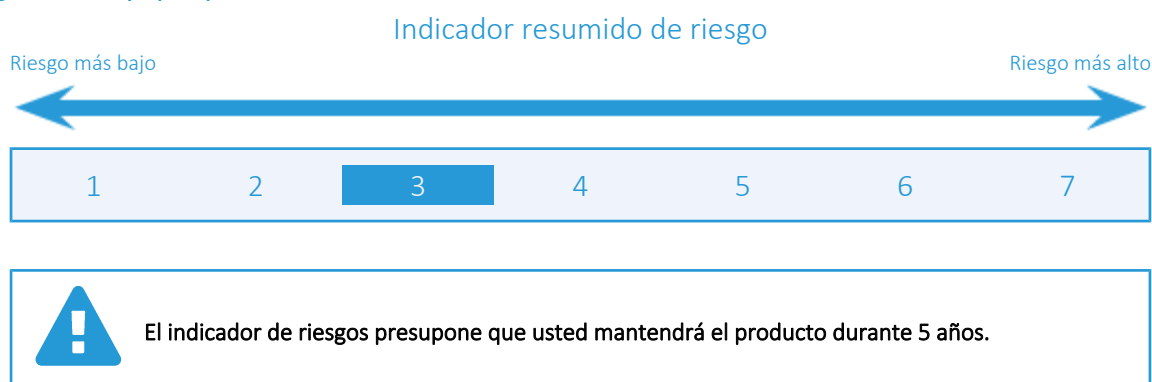 Indicador resumido de riesgo
Riesgo más bajo Riesgo más alto
1 2 3 4 5 6 7
El indicador de riesgos presupone que usted mantendrá el producto durante 5 años.